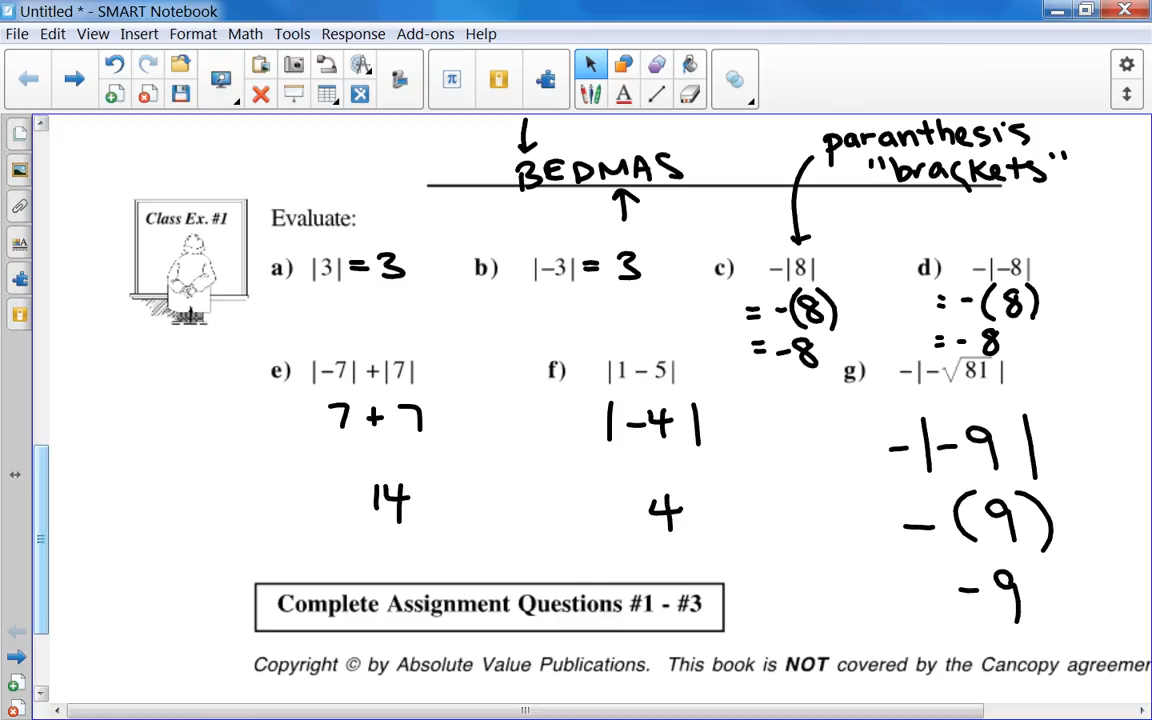 Untitled * - SMART Notebook
File Edit View Insert Format Math Tools Response Add-ons Help
paranthesis
"brackets"
BEDMAS
Class Ex. #1
Evaluate:
a) |3| = 3 b) |−3| = 3 c) −|8| d) −|−8|
= -(8) = -(8)
= -8 = -8
e) |−7| +|7| f) |1 − 5| g) −|−√81 |
7 + 7 |-4| -|-9|
14 4 -(9)
-9
Complete Assignment Questions #1 - #3
Copyright © by Absolute Value Publications. This book is NOT covered by the Cancopy agreemer